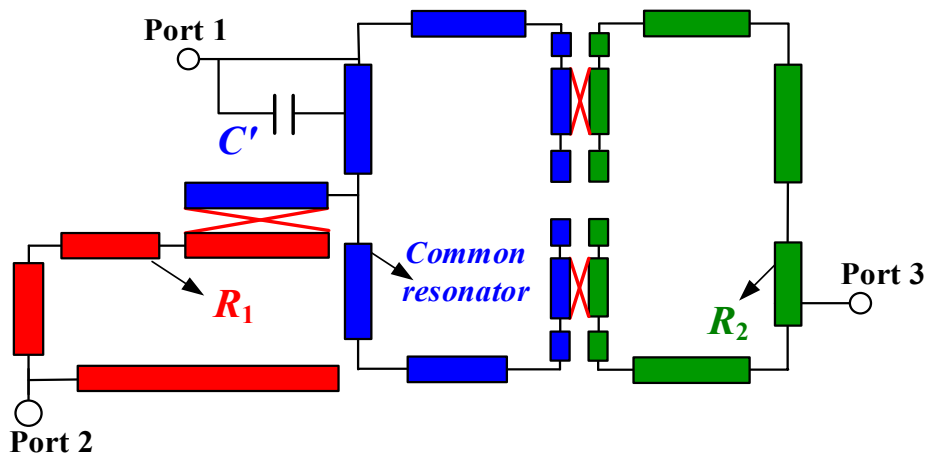 Port 1
C'
Common
resonator
R1
Port 3
R2
Port 2